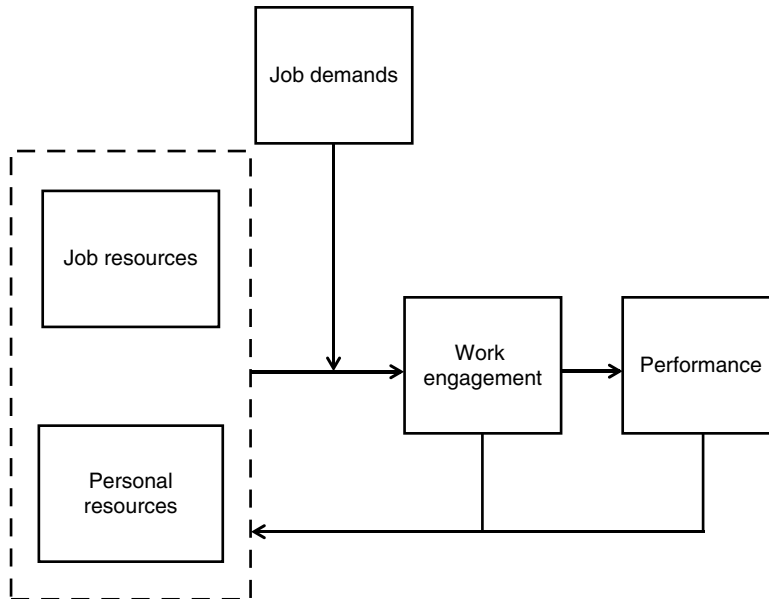 Job demands
Job resources
Work
engagement
Performance
Personal
resources